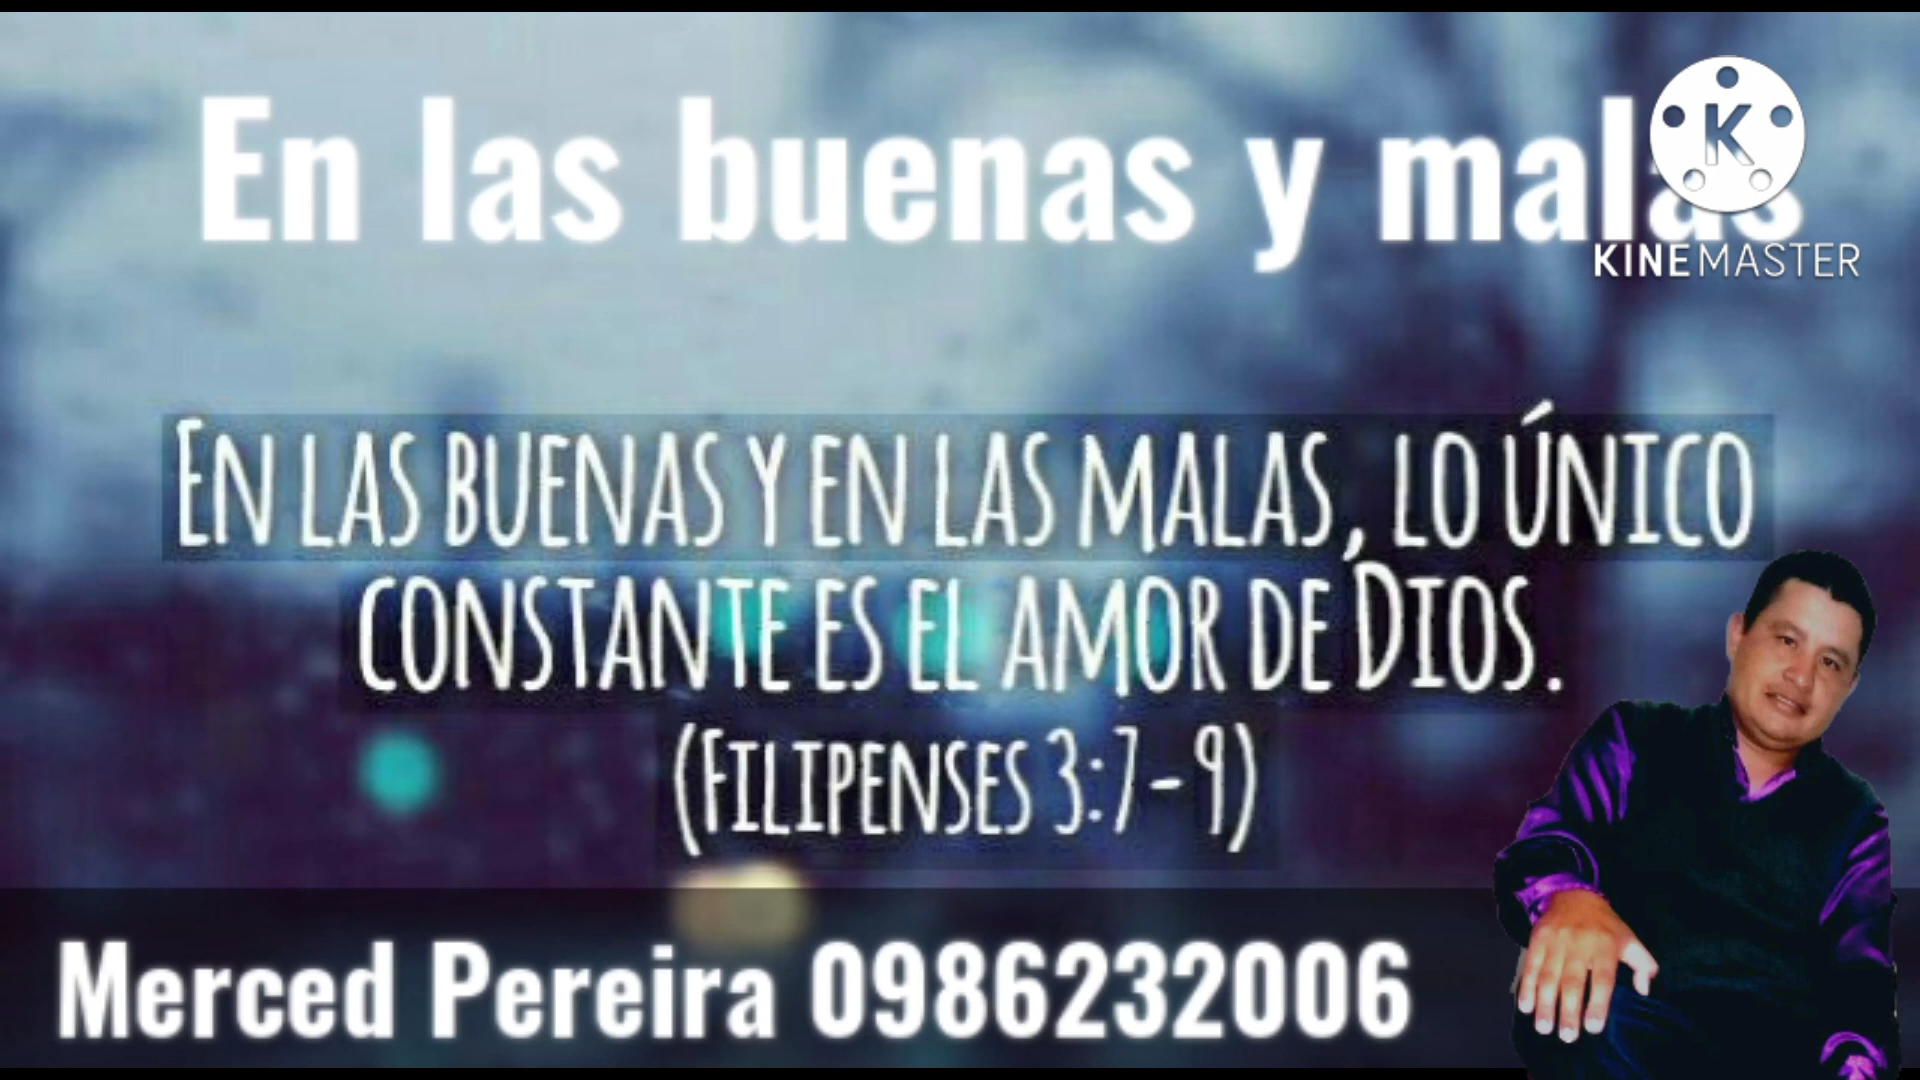 En las buenas y malas
K
KINEMASTER
EN LAS BUENAS Y EN LAS MALAS, LO ÚNICO
CONSTANTE ES EL AMOR DE DIOS.
(FILIPENSES 3:7-9)
Merced Pereira 0986232006